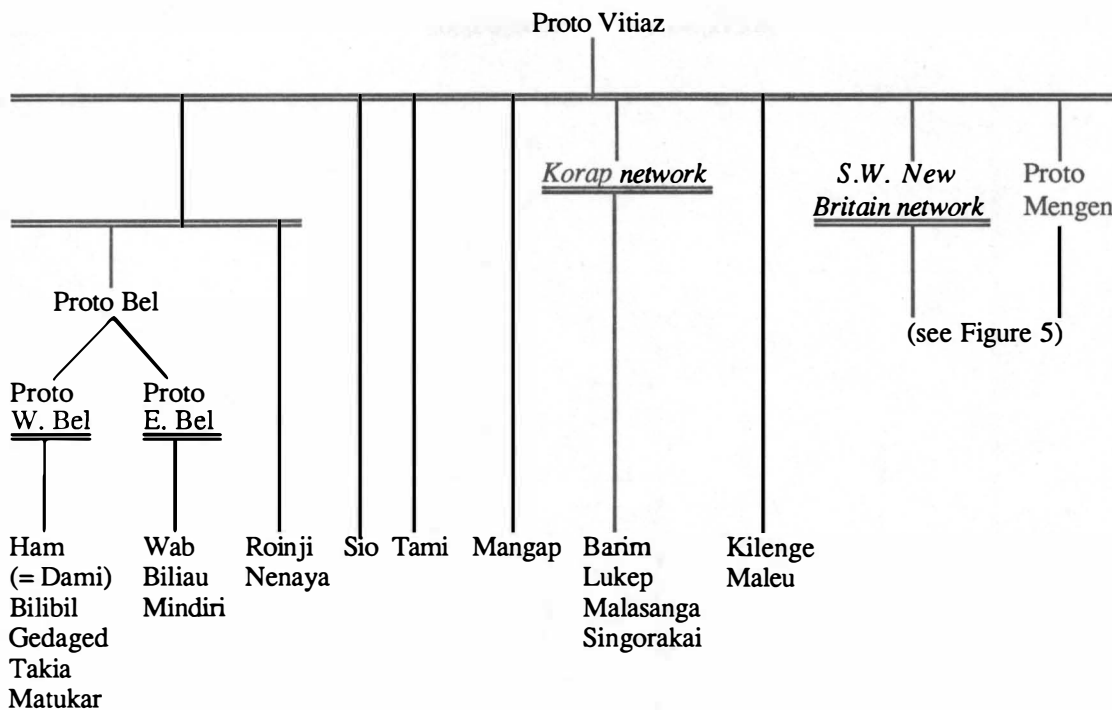 Proto Vitiaz
Korap network
S.W. New
Britain network
Proto
Mengen
(see Figure 5)
Proto Bel
Proto
W. Bel
Proto
E. Bel
Ham
(= Dami)
Bilibil
Gedaged
Takia
Matukar
Wab
Biliau
Mindiri
Roinji
Nenaya
Sio
Tami
Mangap
Barim
Lukep
Malasanga
Singorakai
Kilenge
Maleu